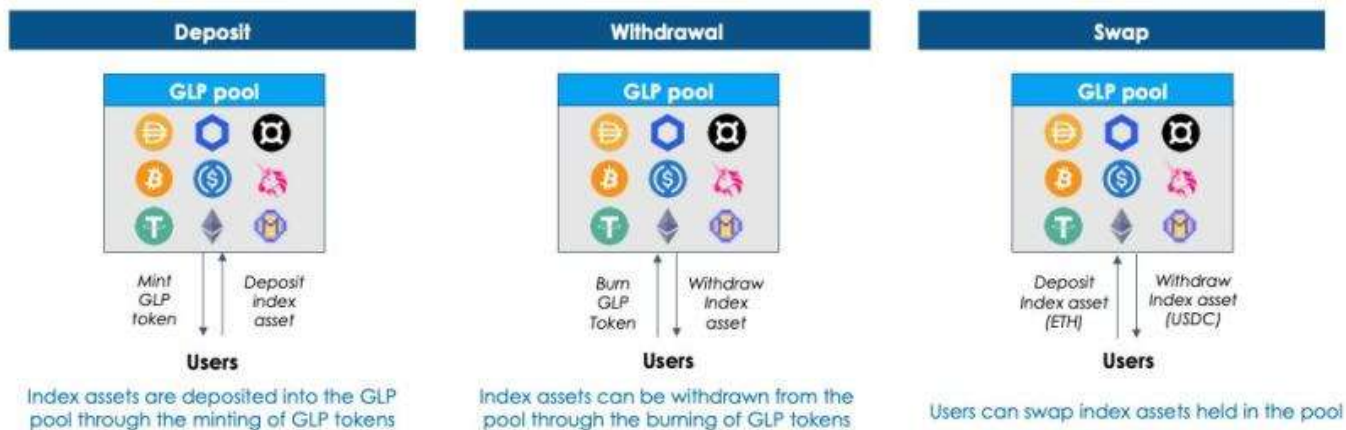 Deposit
GLP pool
Mint
GLP
token
Deposit
index
asset
Users
Index assets are deposited into the GLP
pool through the minting of GLP tokens
Withdrawal
GLP pool
Burn
GLP
Token
Withdraw
Index
asset
Users
Index assets can be withdrawn from the
pool through the burning of GLP tokens
Swap
GLP pool
Deposit
Index asset
(ETH)
Withdraw
Index asset
(USDC)
Users
Users can swap index assets held in the pool